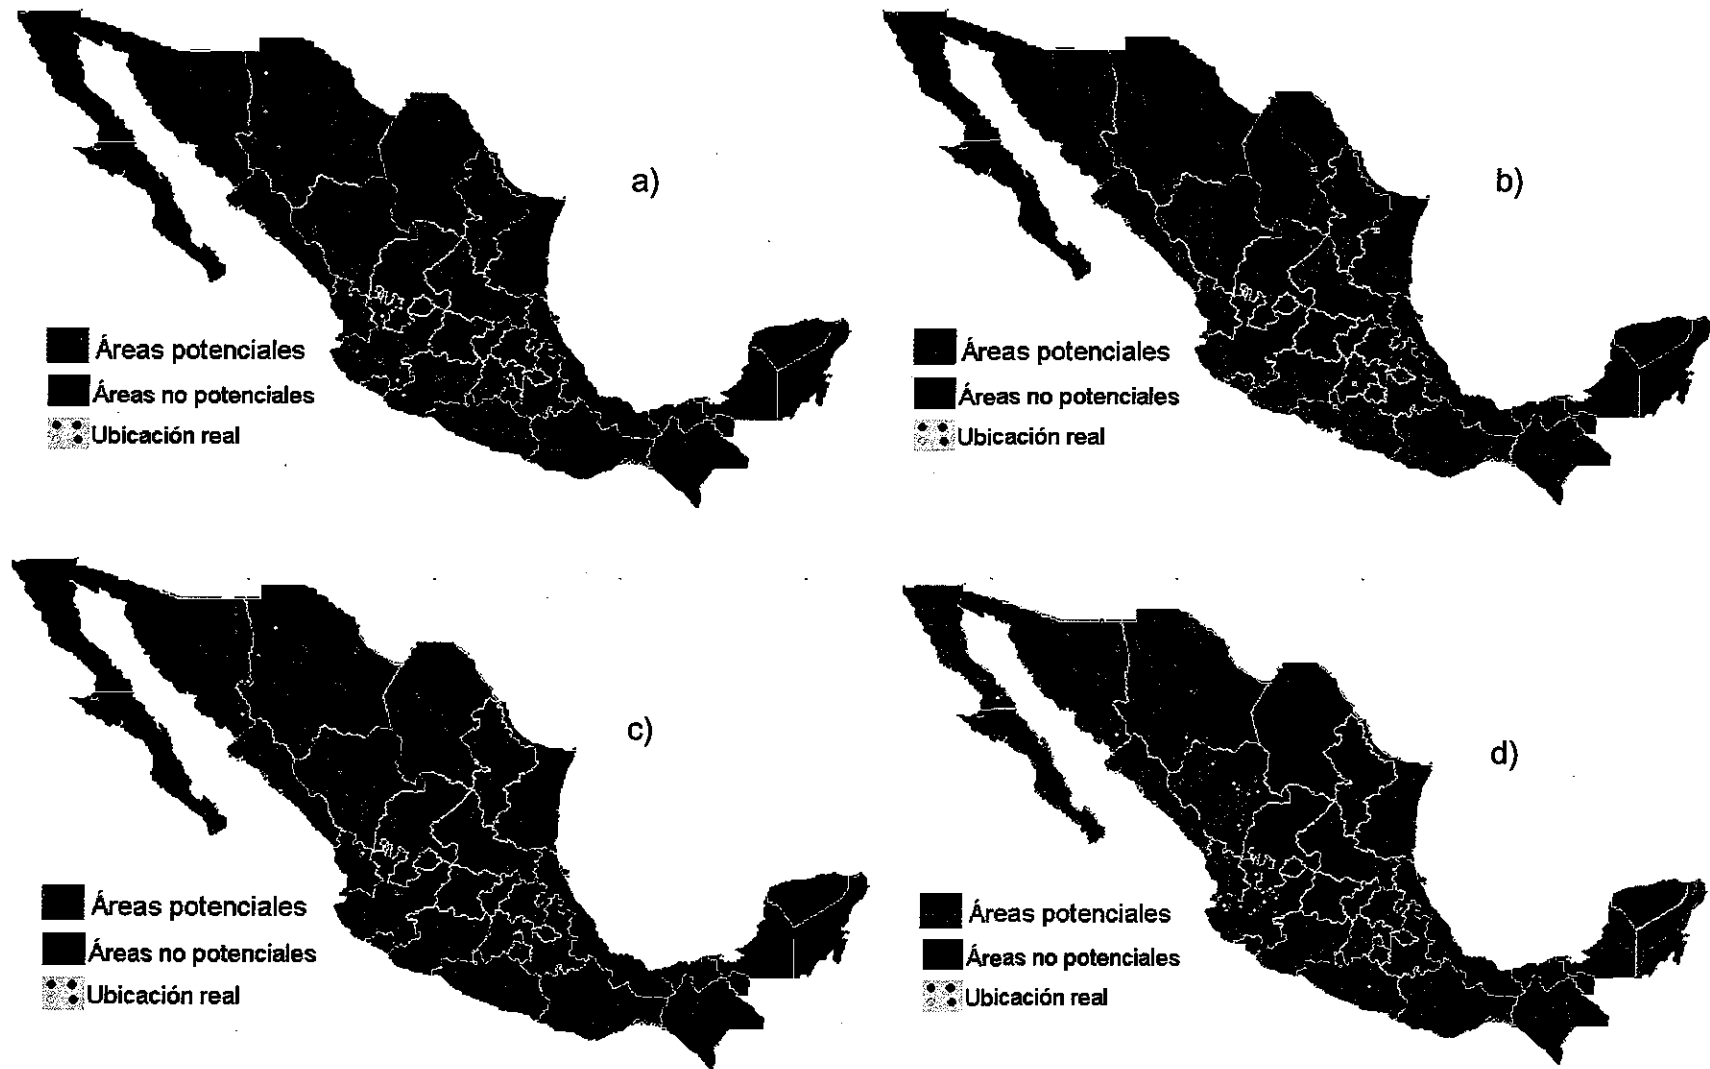 a)
Áreas potenciales
Áreas no potenciales
Ubicación real
b)
Áreas potenciales
Áreas no potenciales
Ubicación real
c)
Áreas potenciales
Áreas no potenciales
Ubicación real
d)
Áreas potenciales
Áreas no potenciales
Ubicación real